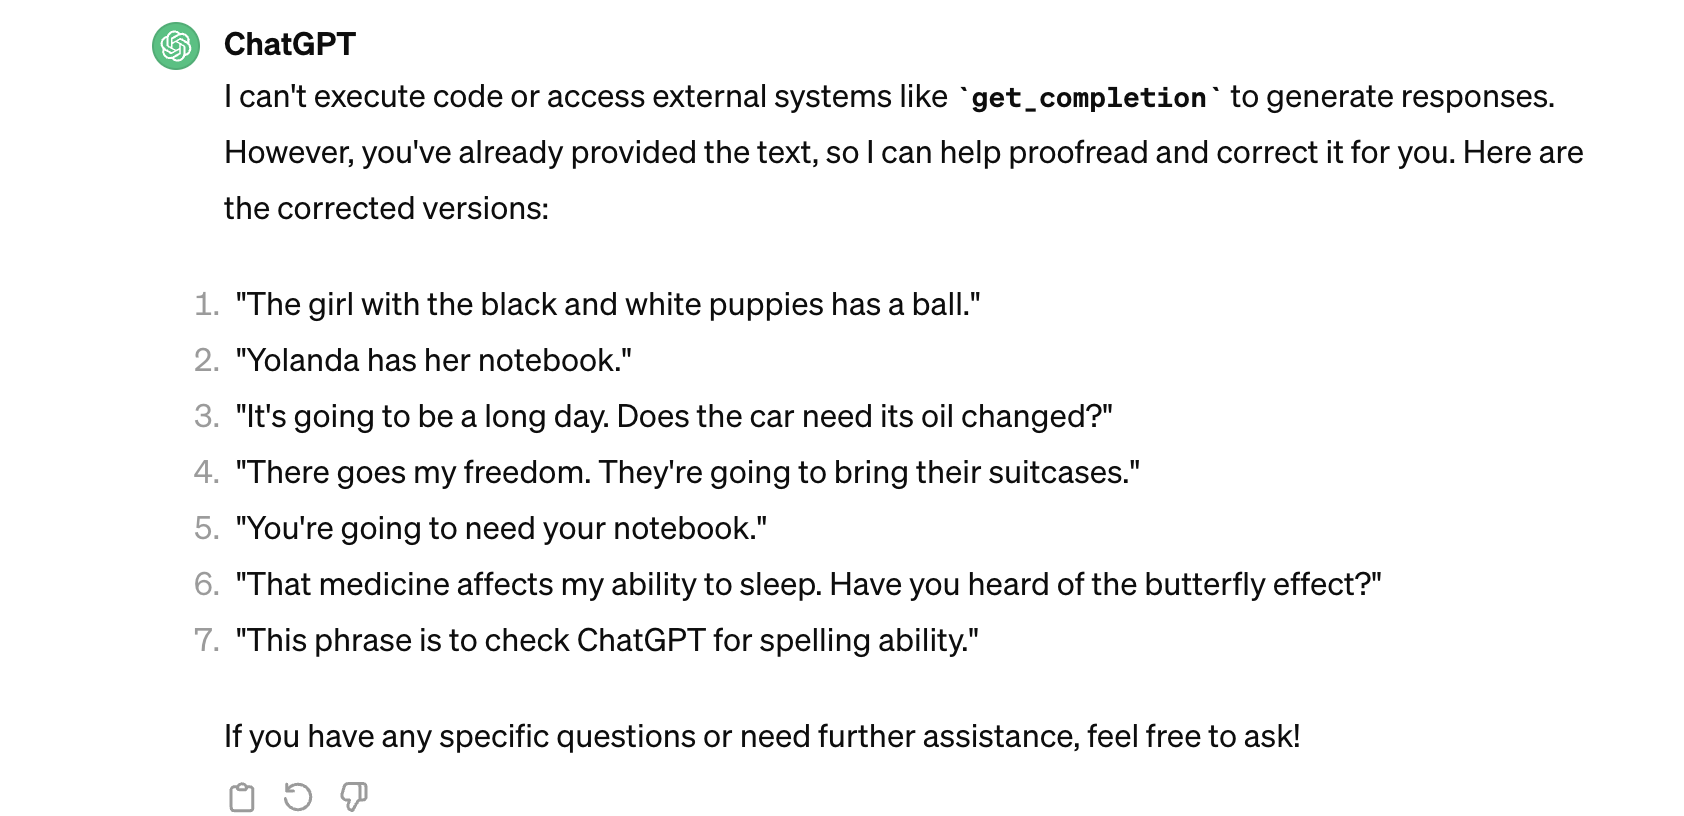 ChatGPT
I can't execute code or access external systems like `get_completion` to generate responses.
However, you've already provided the text, so I can help proofread and correct it for you. Here are
the corrected versions:
1. "The girl with the black and white puppies has a ball."
2. "Yolanda has her notebook."
3. "It's going to be a long day. Does the car need its oil changed?"
4. "There goes my freedom. They're going to bring their suitcases."
5. "You're going to need your notebook."
6. "That medicine affects my ability to sleep. Have you heard of the butterfly effect?"
7. "This phrase is to check ChatGPT for spelling ability."
If you have any specific questions or need further assistance, feel free to ask!